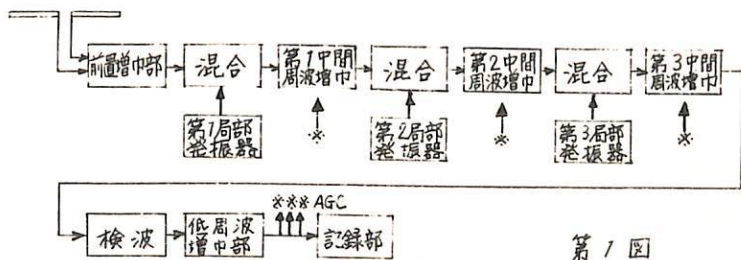 前置増巾部
混合
第1中間
周波増巾
混合
第2中間
周波増巾
混合
第3中間
周波増巾
第1局部
発振器
※
第2局部
発振器
※
第3局部
発振器
※
検波
低周波
増巾部
※※※ AGC
記録部
第1図